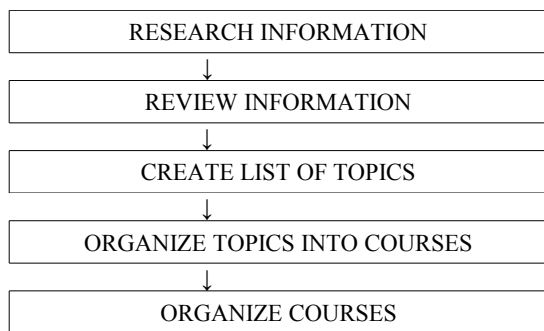 RESEARCH INFORMATION
↓
REVIEW INFORMATION
↓
CREATE LIST OF TOPICS
↓
ORGANIZE TOPICS INTO COURSES
↓
ORGANIZE COURSES